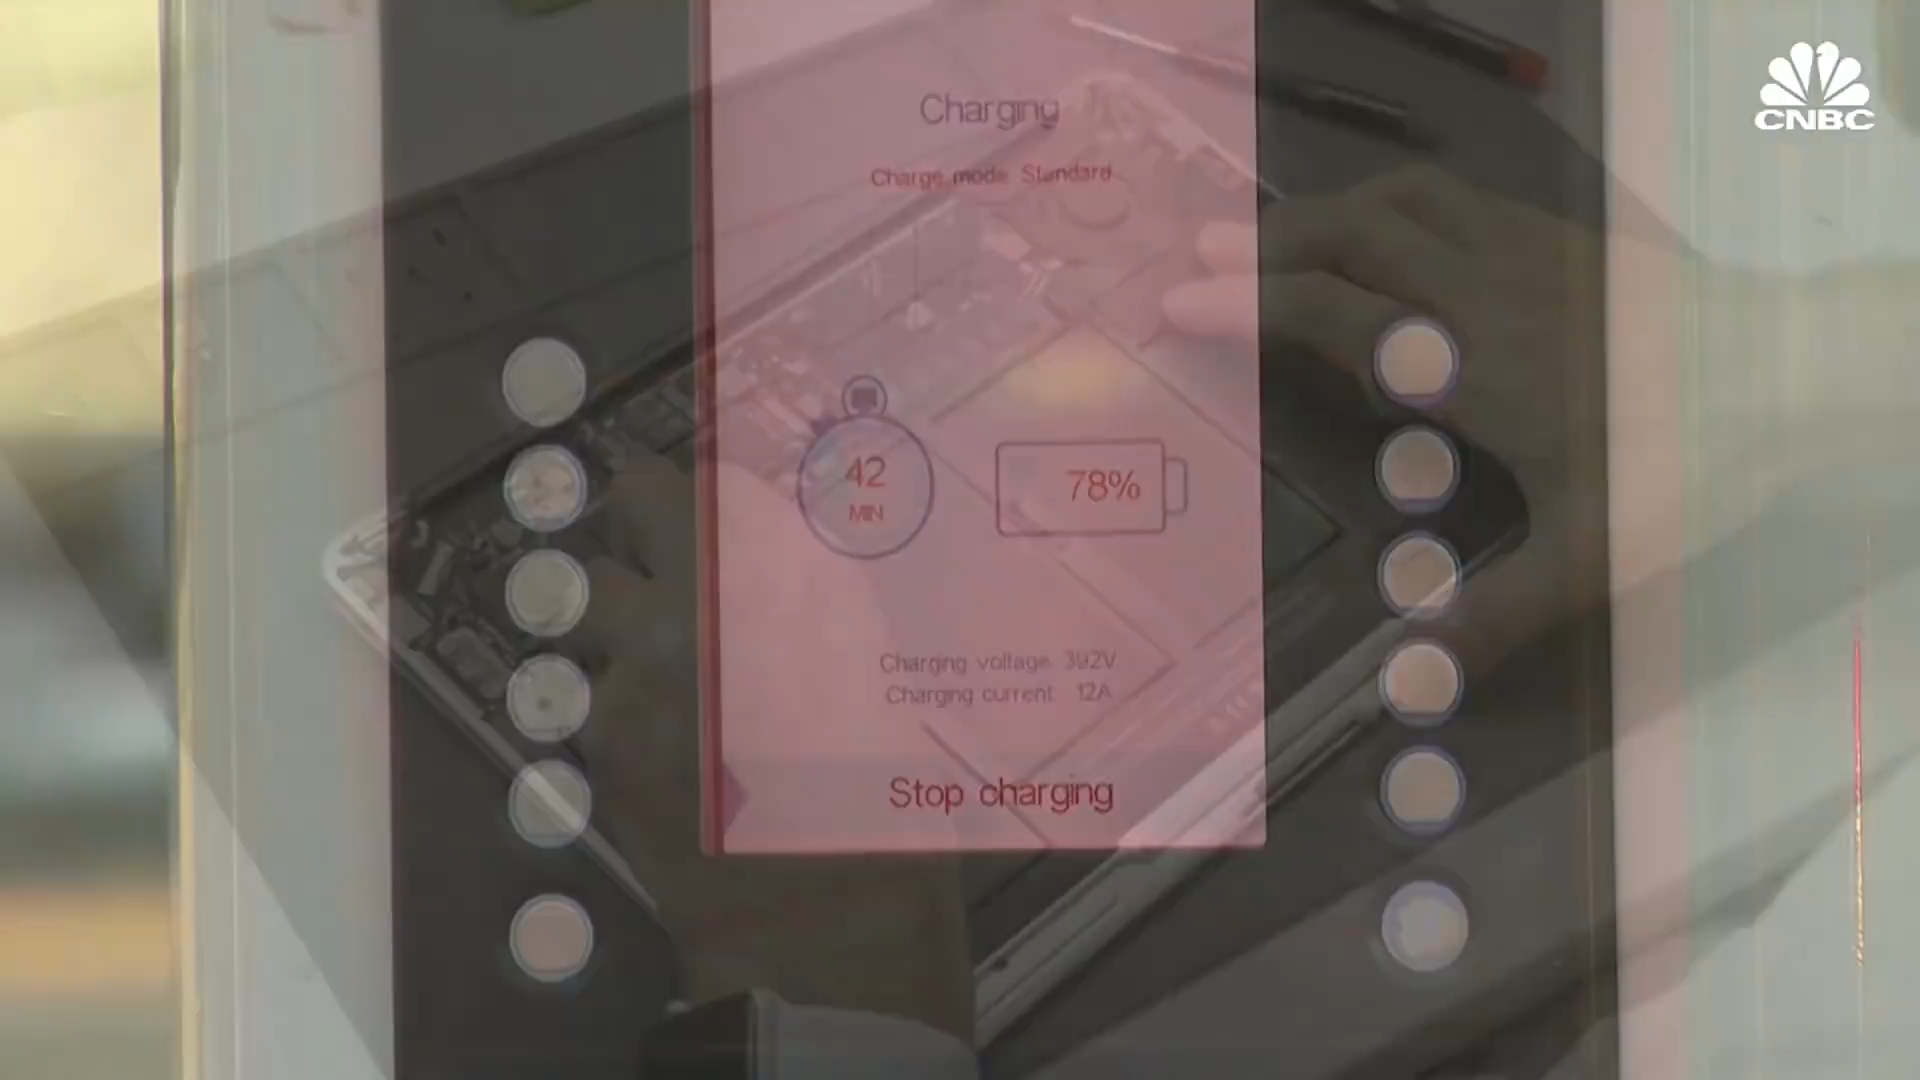 CNBC
Charging
Charge mode: Standard
42
MIN
78%
Charging voltage: 392V
Charging current: 12A
Stop charging